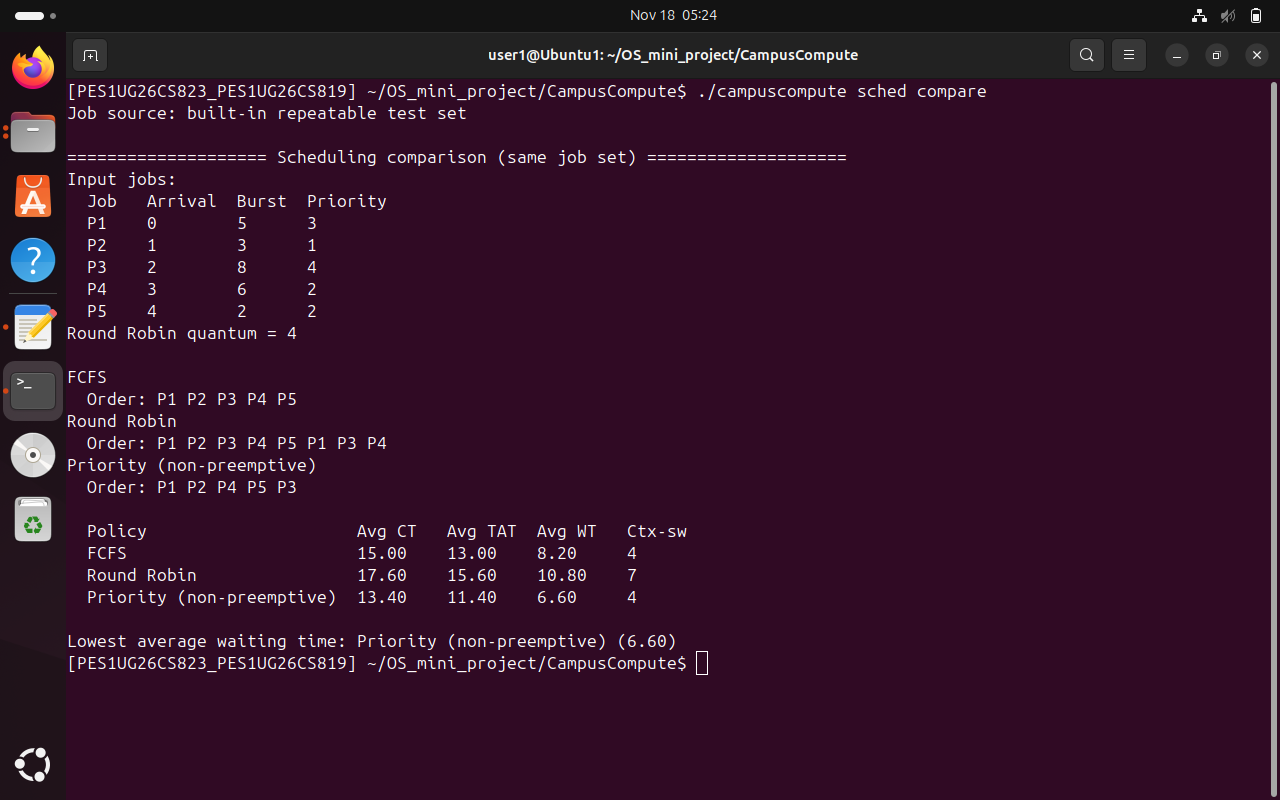 Nov 18 05:24
user1@Ubuntu1: ~/OS_mini_project/CampusCompute
[PES1UG26CS823_PES1UG26CS819] ~/OS_mini_project/CampusCompute$ ./campuscompute sched compare
Job source: built-in repeatable test set
==================== Scheduling comparison (same job set) ====================
Input jobs:
Job Arrival Burst Priority
P1 0 5 3
P2 1 3 1
P3 2 8 4
P4 3 6 2
P5 4 2 2
Round Robin quantum = 4
FCFS
Order: P1 P2 P3 P4 P5
Round Robin
Order: P1 P2 P3 P4 P5 P1 P3 P4
Priority (non-preemptive)
Order: P1 P2 P4 P5 P3
Policy Avg CT Avg TAT Avg WT Ctx-sw
FCFS 15.00 13.00 8.20 4
Round Robin 17.60 15.60 10.80 7
Priority (non-preemptive) 13.40 11.40 6.60 4
Lowest average waiting time: Priority (non-preemptive) (6.60)
[PES1UG26CS823_PES1UG26CS819] ~/OS_mini_project/CampusCompute$